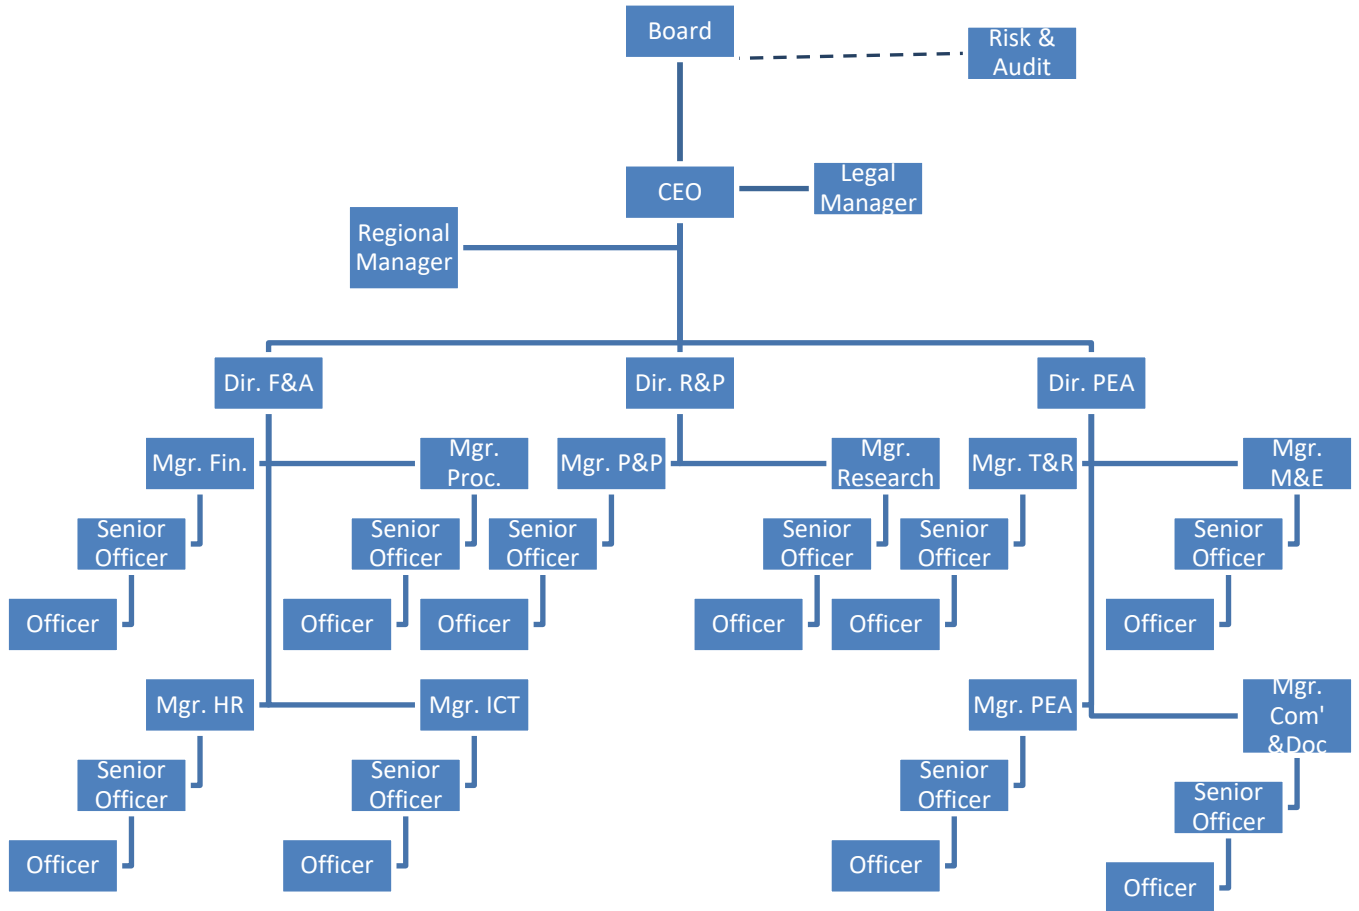 Board
Risk &
Audit
CEO
Legal
Manager
Regional
Manager
Dir. F&A
Dir. R&P
Dir. PEA
Mgr. Fin.
Mgr.
Proc.
Mgr. P&P
Mgr.
Research
Mgr. T&R
Mgr.
M&E
Senior
Officer
Senior
Officer
Senior
Officer
Senior
Officer
Senior
Officer
Senior
Officer
Officer
Officer
Officer
Officer
Officer
Officer
Mgr. HR
Mgr. ICT
Mgr. PEA
Mgr.
Com'
&Doc
Senior
Officer
Senior
Officer
Senior
Officer
Senior
Officer
Officer
Officer
Officer
Officer